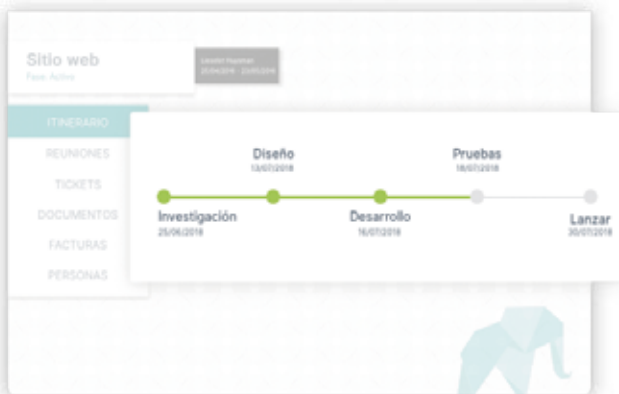 Sitio web
Fase: Activa
ITINERARIO
REUNIONES
TICKETS
DOCUMENTOS
FACTURAS
PERSONAS
Diseño
13/07/2018
Pruebas
18/07/2018
Investigación
25/06/2018
Desarrollo
16/07/2018
Lanzar
30/07/2018